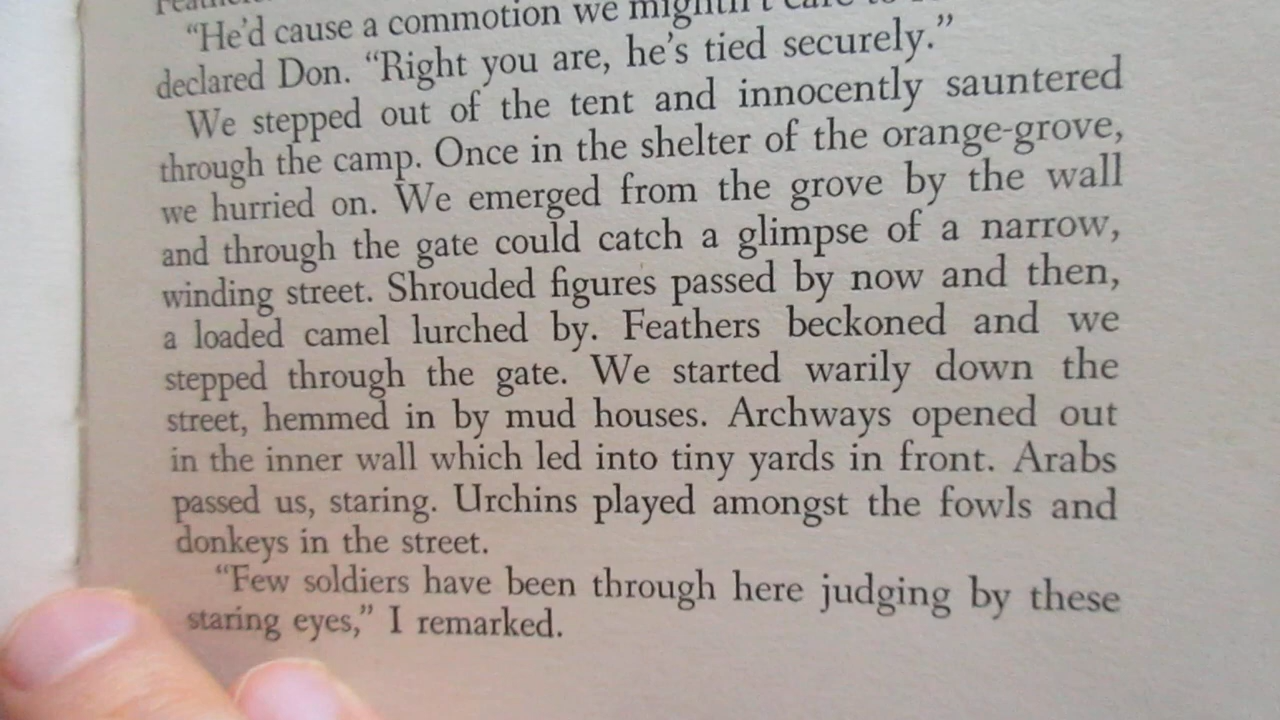 “He’d cause a commotion we mightn’t care to
declared Don. “Right you are, he’s tied securely.”
We stepped out of the tent and innocently sauntered
through the camp. Once in the shelter of the orange-grove,
we hurried on. We emerged from the grove by the wall
and through the gate could catch a glimpse of a narrow,
winding street. Shrouded figures passed by now and then,
a loaded camel lurched by. Feathers beckoned and we
stepped through the gate. We started warily down the
street, hemmed in by mud houses. Archways opened out
in the inner wall which led into tiny yards in front. Arabs
passed us, staring. Urchins played amongst the fowls and
donkeys in the street.
“Few soldiers have been through here judging by these
staring eyes,” I remarked.